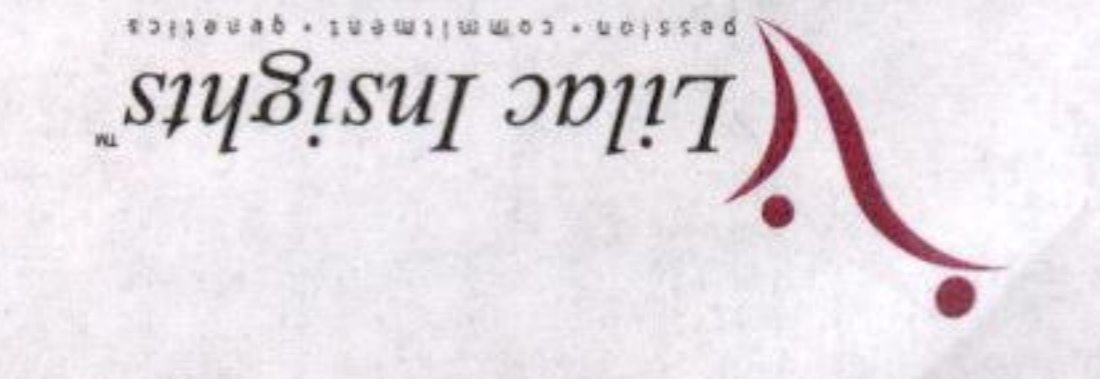 Lilac Insights™
passion • commitment • genetics